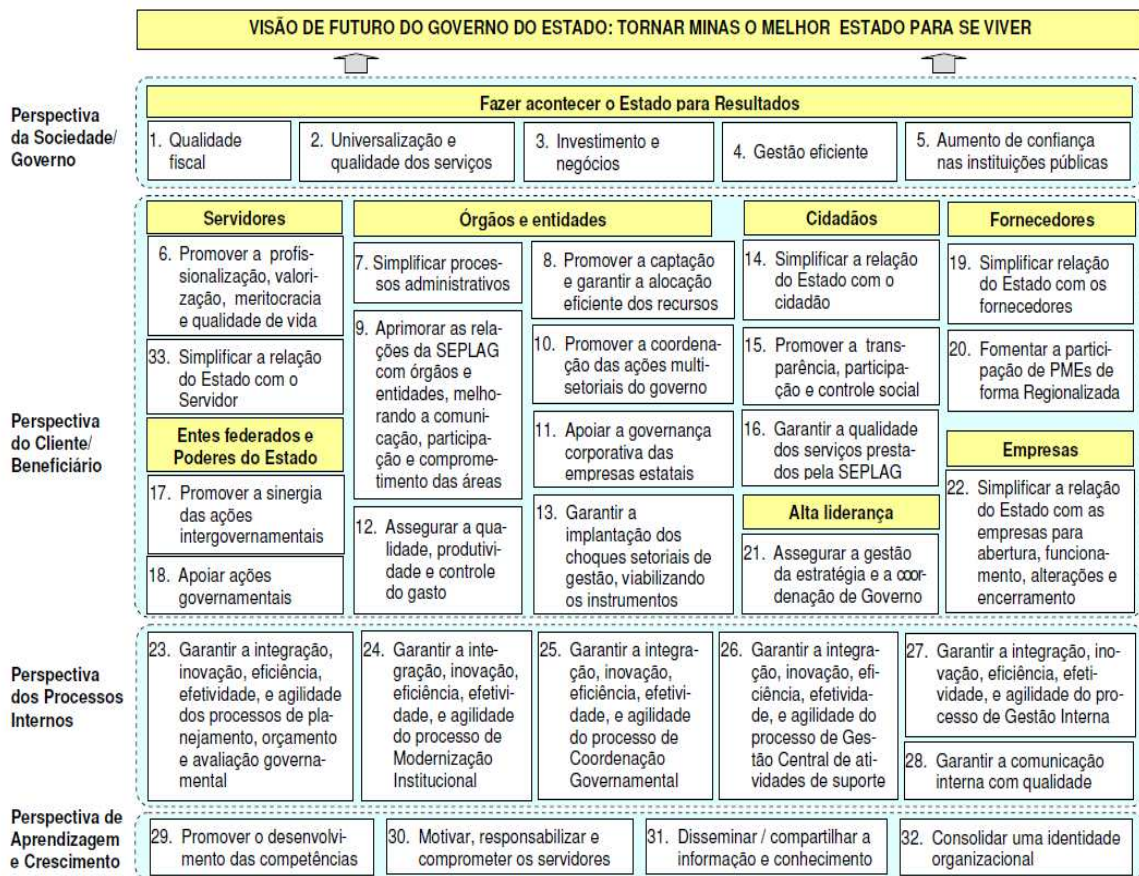 VISÃO DE FUTURO DO GOVERNO DO ESTADO: TORNAR MINAS O MELHOR ESTADO PARA SE VIVER
Perspectiva
da Sociedade/
Governo
Fazer acontecer o Estado para Resultados
1. Qualidade
fiscal
2. Universalização e
qualidade dos serviços
3. Investimento e
negócios
4. Gestão eficiente
5. Aumento de confiança
nas instituições públicas
Perspectiva
do Cliente/
Beneficiário
Servidores
6. Promover a profis-
sionalização, valori-
zação, meritocracia
e qualidade de vida
33. Simplificar a relação
do Estado com o
Servidor
Entes federados e
Poderes do Estado
17. Promover a sinergia
das ações
intergovernamentais
18. Apoiar ações
governamentais
Órgãos e entidades
7. Simplificar proces-
sos administrativos
9. Aprimorar as rela-
ções da SEPLAG
com órgãos e
entidades, melho-
rando a comuni-
cação, participa-
ção e comprome-
timento das áreas
12. Assegurar a qua-
lidade, produtivi-
dade e controle
do gasto
8. Promover a captação
e garantir a alocação
eficiente dos recursos
10. Promover a coorde-
nação das ações multi-
setoriais do governo
11. Apoiar a governança
corporativa das
empresas estatais
13. Garantir a
implantação dos
choques setoriais de
gestão, viabilizando
os instrumentos
Cidadãos
14. Simplificar a relação
do Estado com o
cidadão
15. Promover a trans-
parência, participa-
ção e controle social
16. Garantir a qualidade
dos serviços presta-
dos pela SEPLAG
Alta liderança
21. Assegurar a gestão
da estratégia e a coor-
denação de Governo
Fornecedores
19. Simplificar relação
do Estado com os
fornecedores
20. Fomentar a partici-
pação de PMEs de
forma Regionalizada
Empresas
22. Simplificar a relação
do Estado com as
empresas para
abertura, funciona-
mento, alterações e
encerramento
Perspectiva
dos Processos
Internos
23. Garantir a integração,
inovação, eficiência,
efetividade, e agilidade
dos processos de pla-
nejamento, orçamento
e avaliação governa-
mental
24. Garantir a inte-
gração, inovação,
eficiência, efetivi-
dade, e agilidade
do processo de
Modernização
Institucional
25. Garantir a integra-
ção, inovação,
eficiência, efetivi-
dade, e agilidade
do processo de
Coordenação
Governamental
26. Garantir a integra-
ção, inovação, efi-
ciência, efetivida-
de, e agilidade do
processo de Ges-
tão Central de ati-
vidades de suporte
27. Garantir a integração, ino-
vação, eficiência, efeti-
vidade, e agilidade do pro-
cesso de Gestão Interna
28. Garantir a comunicação
interna com qualidade
Perspectiva de
Aprendizagem
e Crescimento
29. Promover o desenvolvi-
mento das competências
30. Motivar, responsabilizar e
comprometer os servidores
31. Disseminar / compartilhar a
informação e conhecimento
32. Consolidar uma identidade
organizacional